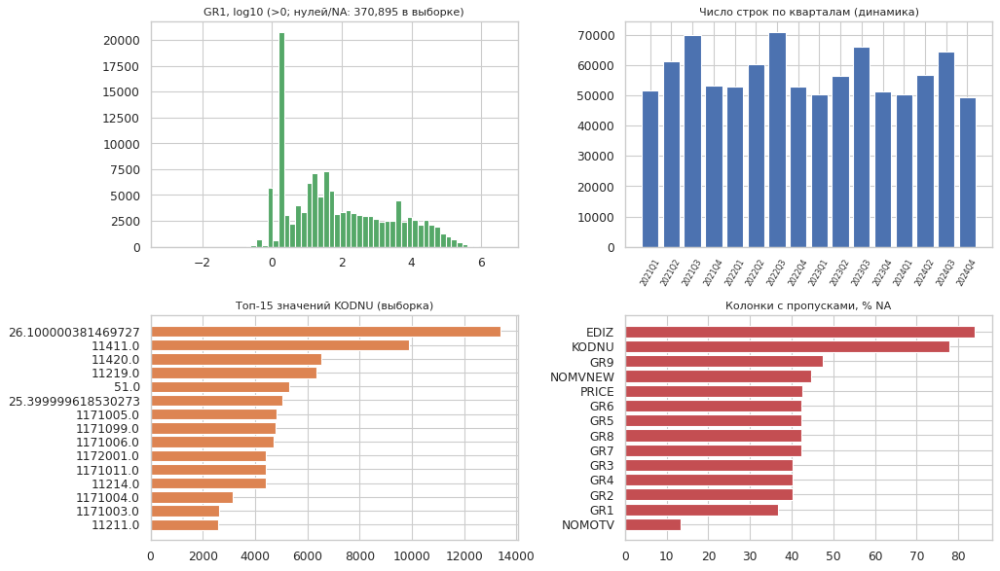 GR1, log10 (>0; нулей/NA: 370,895 в выборке)
20000
17500
15000
12500
10000
7500
5000
2500
0
−2 0 2 4 6
Число строк по кварталам (динамика)
70000
60000
50000
40000
30000
20000
10000
0
2021Q1 2021Q2 2021Q3 2021Q4 2022Q1 2022Q2 2022Q3 2022Q4 2023Q1 2023Q2 2023Q3 2023Q4 2024Q1 2024Q2 2024Q3 2024Q4
Топ-15 значений KODNU (выборка)
26.100000381469727
11411.0
11420.0
11219.0
51.0
25.399999618530273
1171005.0
1171099.0
1171006.0
1172001.0
1171011.0
11214.0
1171004.0
1171003.0
11211.0
0 2000 4000 6000 8000 10000 12000 14000
Колонки с пропусками, % NA
EDIZ
KODNU
GR9
NOMVNEW
PRICE
GR6
GR5
GR8
GR7
GR3
GR4
GR2
GR1
NOMOTV
0 10 20 30 40 50 60 70 80